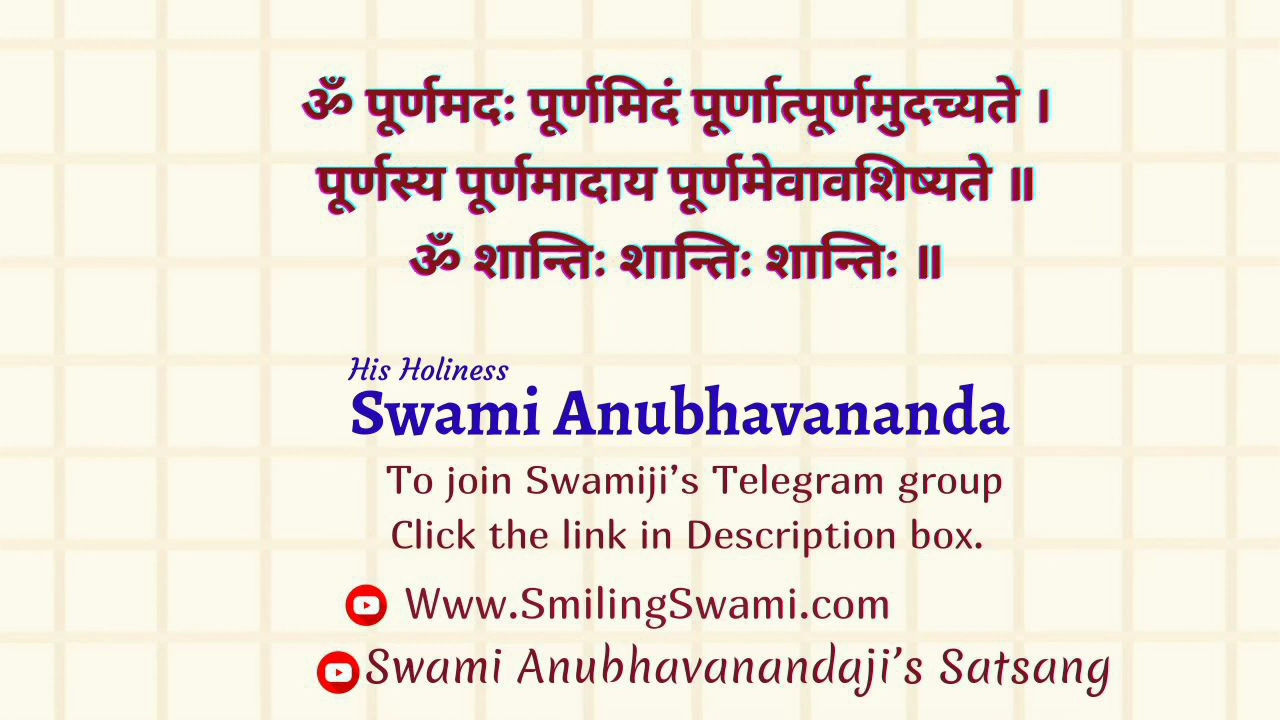 ॐ पूर्णमदः पूर्णमिदं पूर्णात्पूर्णमुदच्यते ।
पूर्णस्य पूर्णमादाय पूर्णमेवावशिष्यते ॥
ॐ शान्तिः शान्तिः शान्तिः ॥
His Holiness
Swami Anubhavananda
To join Swamiji’s Telegram group
Click the link in Description box.
Www.SmilingSwami.com
Swami Anubhavanandaji’s Satsang